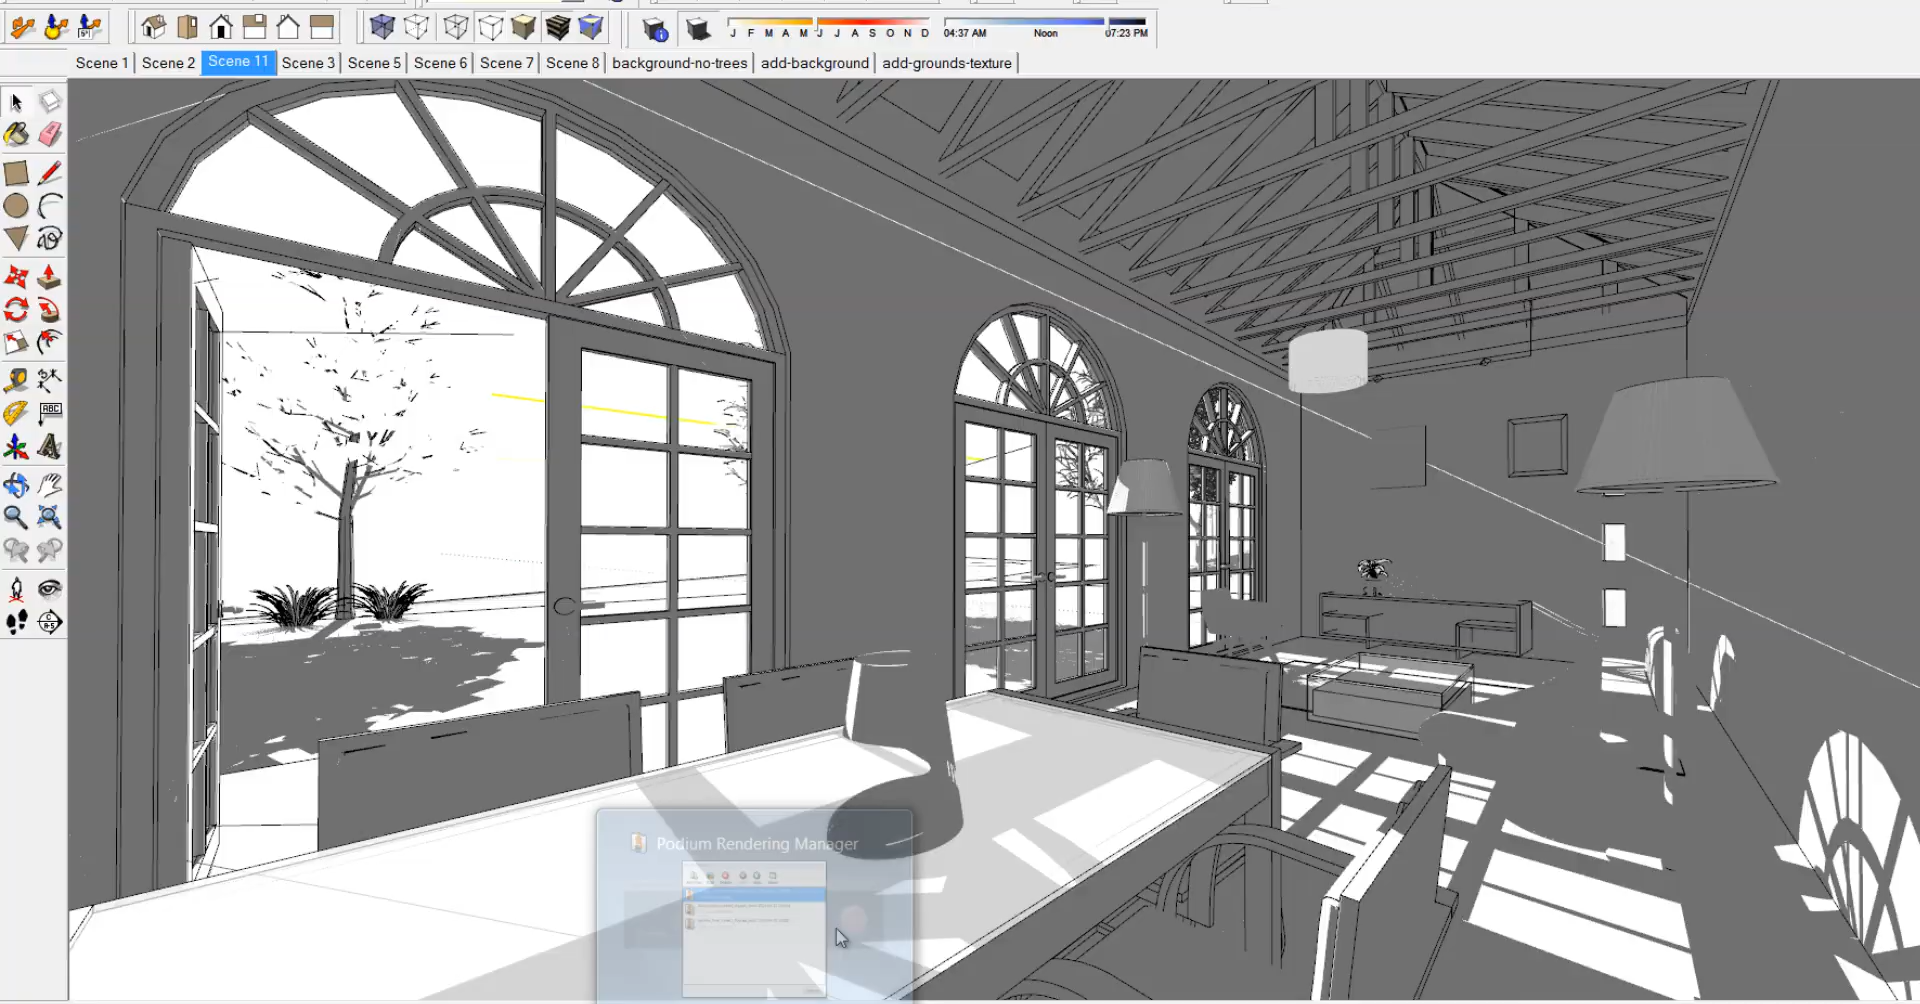 J F M A M J J A S O N D
04:37 AM Noon 07:23 PM
Scene 1 Scene 2 Scene 11 Scene 3 Scene 5 Scene 6 Scene 7 Scene 8 background-no-trees add-background add-grounds-texture
ABC
Podium Rendering Manager